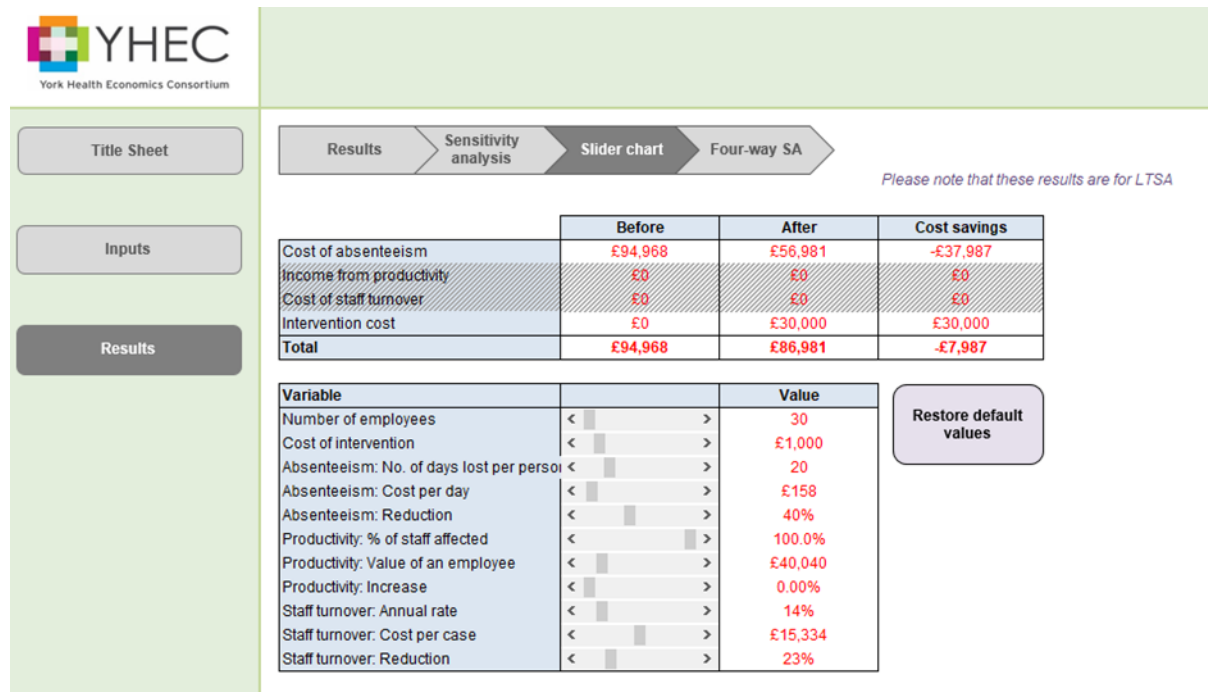 YHEC
York Health Economics Consortium
Title Sheet
Inputs
Results
Results
Sensitivity
analysis
Slider chart
Four-way SA
Please note that these results are for LTSA
Before After Cost savings
Cost of absenteeism £94,968 £56,981 -£37,987
Income from productivity £0 £0 £0
Cost of staff turnover £0 £0 £0
Intervention cost £0 £30,000 £30,000
Total £94,968 £86,981 -£7,987
Variable Value
Number of employees < > 30
Cost of intervention < > £1,000
Absenteeism: No. of days lost per perso < > 20
Absenteeism: Cost per day < > £158
Absenteeism: Reduction < > 40%
Productivity: % of staff affected < > 100.0%
Productivity: Value of an employee < > £40,040
Productivity: Increase < > 0.00%
Staff turnover: Annual rate < > 14%
Staff turnover: Cost per case < > £15,334
Staff turnover: Reduction < > 23%
Restore default
values